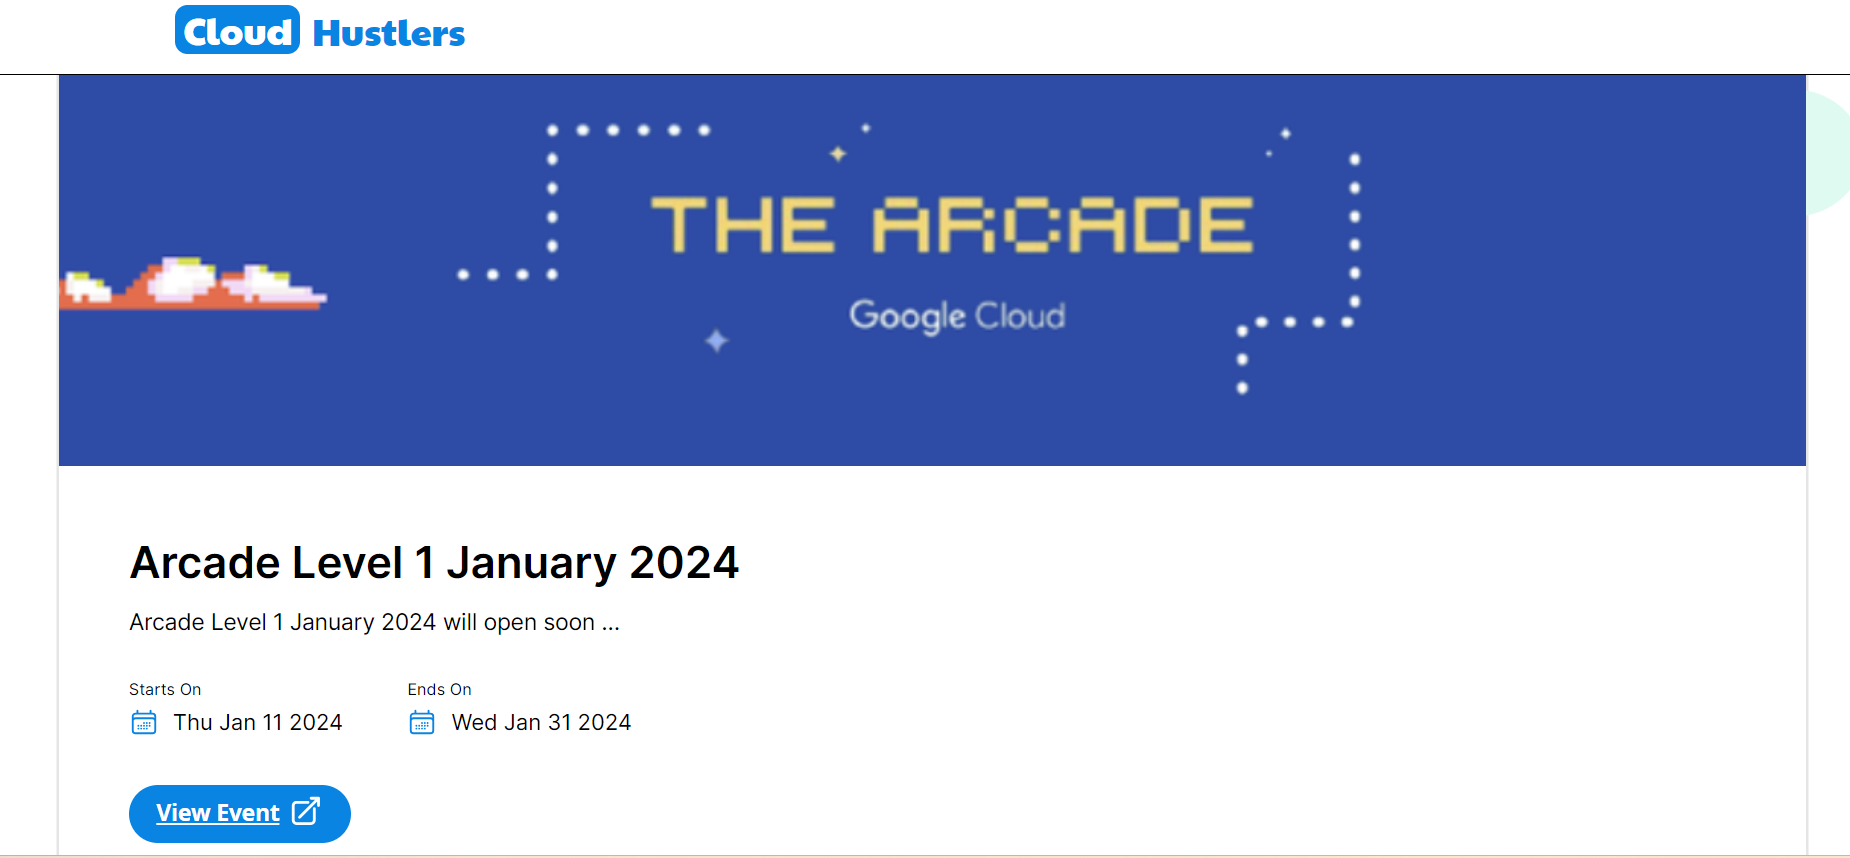 Cloud Hustlers
THE ARCADE
Google Cloud
Arcade Level 1 January 2024
Arcade Level 1 January 2024 will open soon ...
Starts On Ends On
Thu Jan 11 2024 Wed Jan 31 2024
View Event